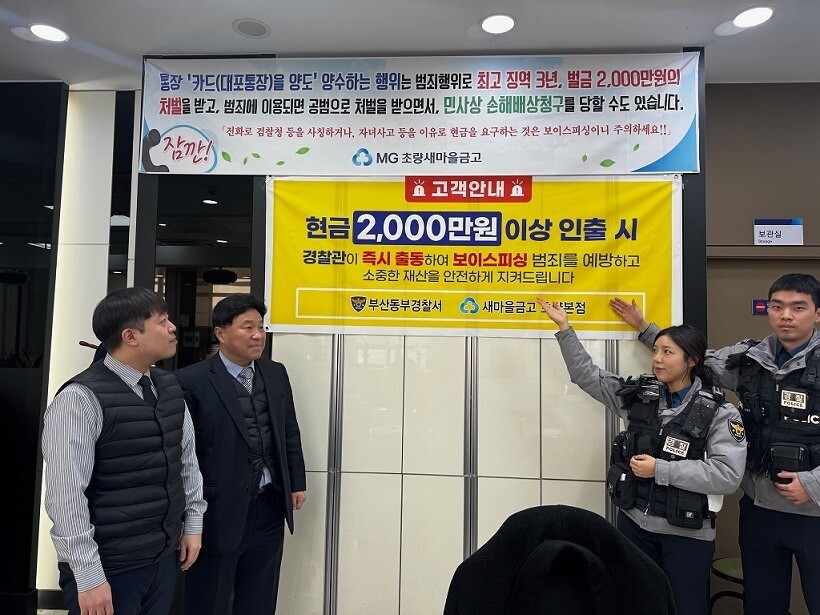 통장 '카드(대포통장)을 양도' 양수하는 행위는 범죄행위로 최고 징역 3년, 벌금 2,000만원의
처벌을 받고, 범죄에 이용되면 공범으로 처벌을 받으면서, 민사상 손해배상청구를 당할 수도 있습니다.
「전화로 검찰청 등을 사칭하거나, 자녀사고 등을 이유로 현금을 요구하는 것은 보이스피싱이니 주의하세요!!」
잠깐!
MG 초량새마을금고
고객안내
현금 2,000만원 이상 인출 시
경찰관이 즉시 출동하여 보이스피싱 범죄를 예방하고
소중한 재산을 안전하게 지켜드립니다
부산동부경찰서 새마을금고 본점
보관실
Storage
경찰
POLICE
경찰
POLICE
POLICE